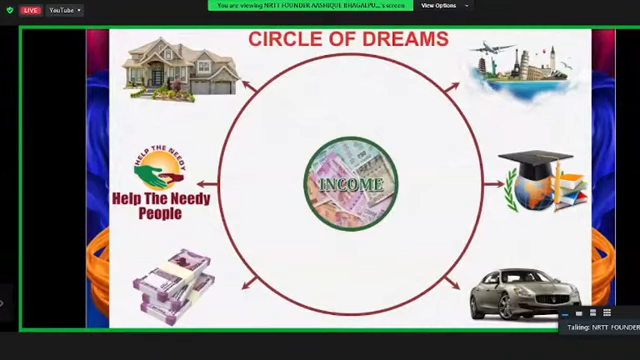 LIVE
YouTube
You are viewing NRTT FOUNDER AASHIQUE BHAGALPU...'s screen
View Options
CIRCLE OF DREAMS
HELP THE NEEDY
Help The Needy
People
INCOME
Talking: NRTT FOUNDER